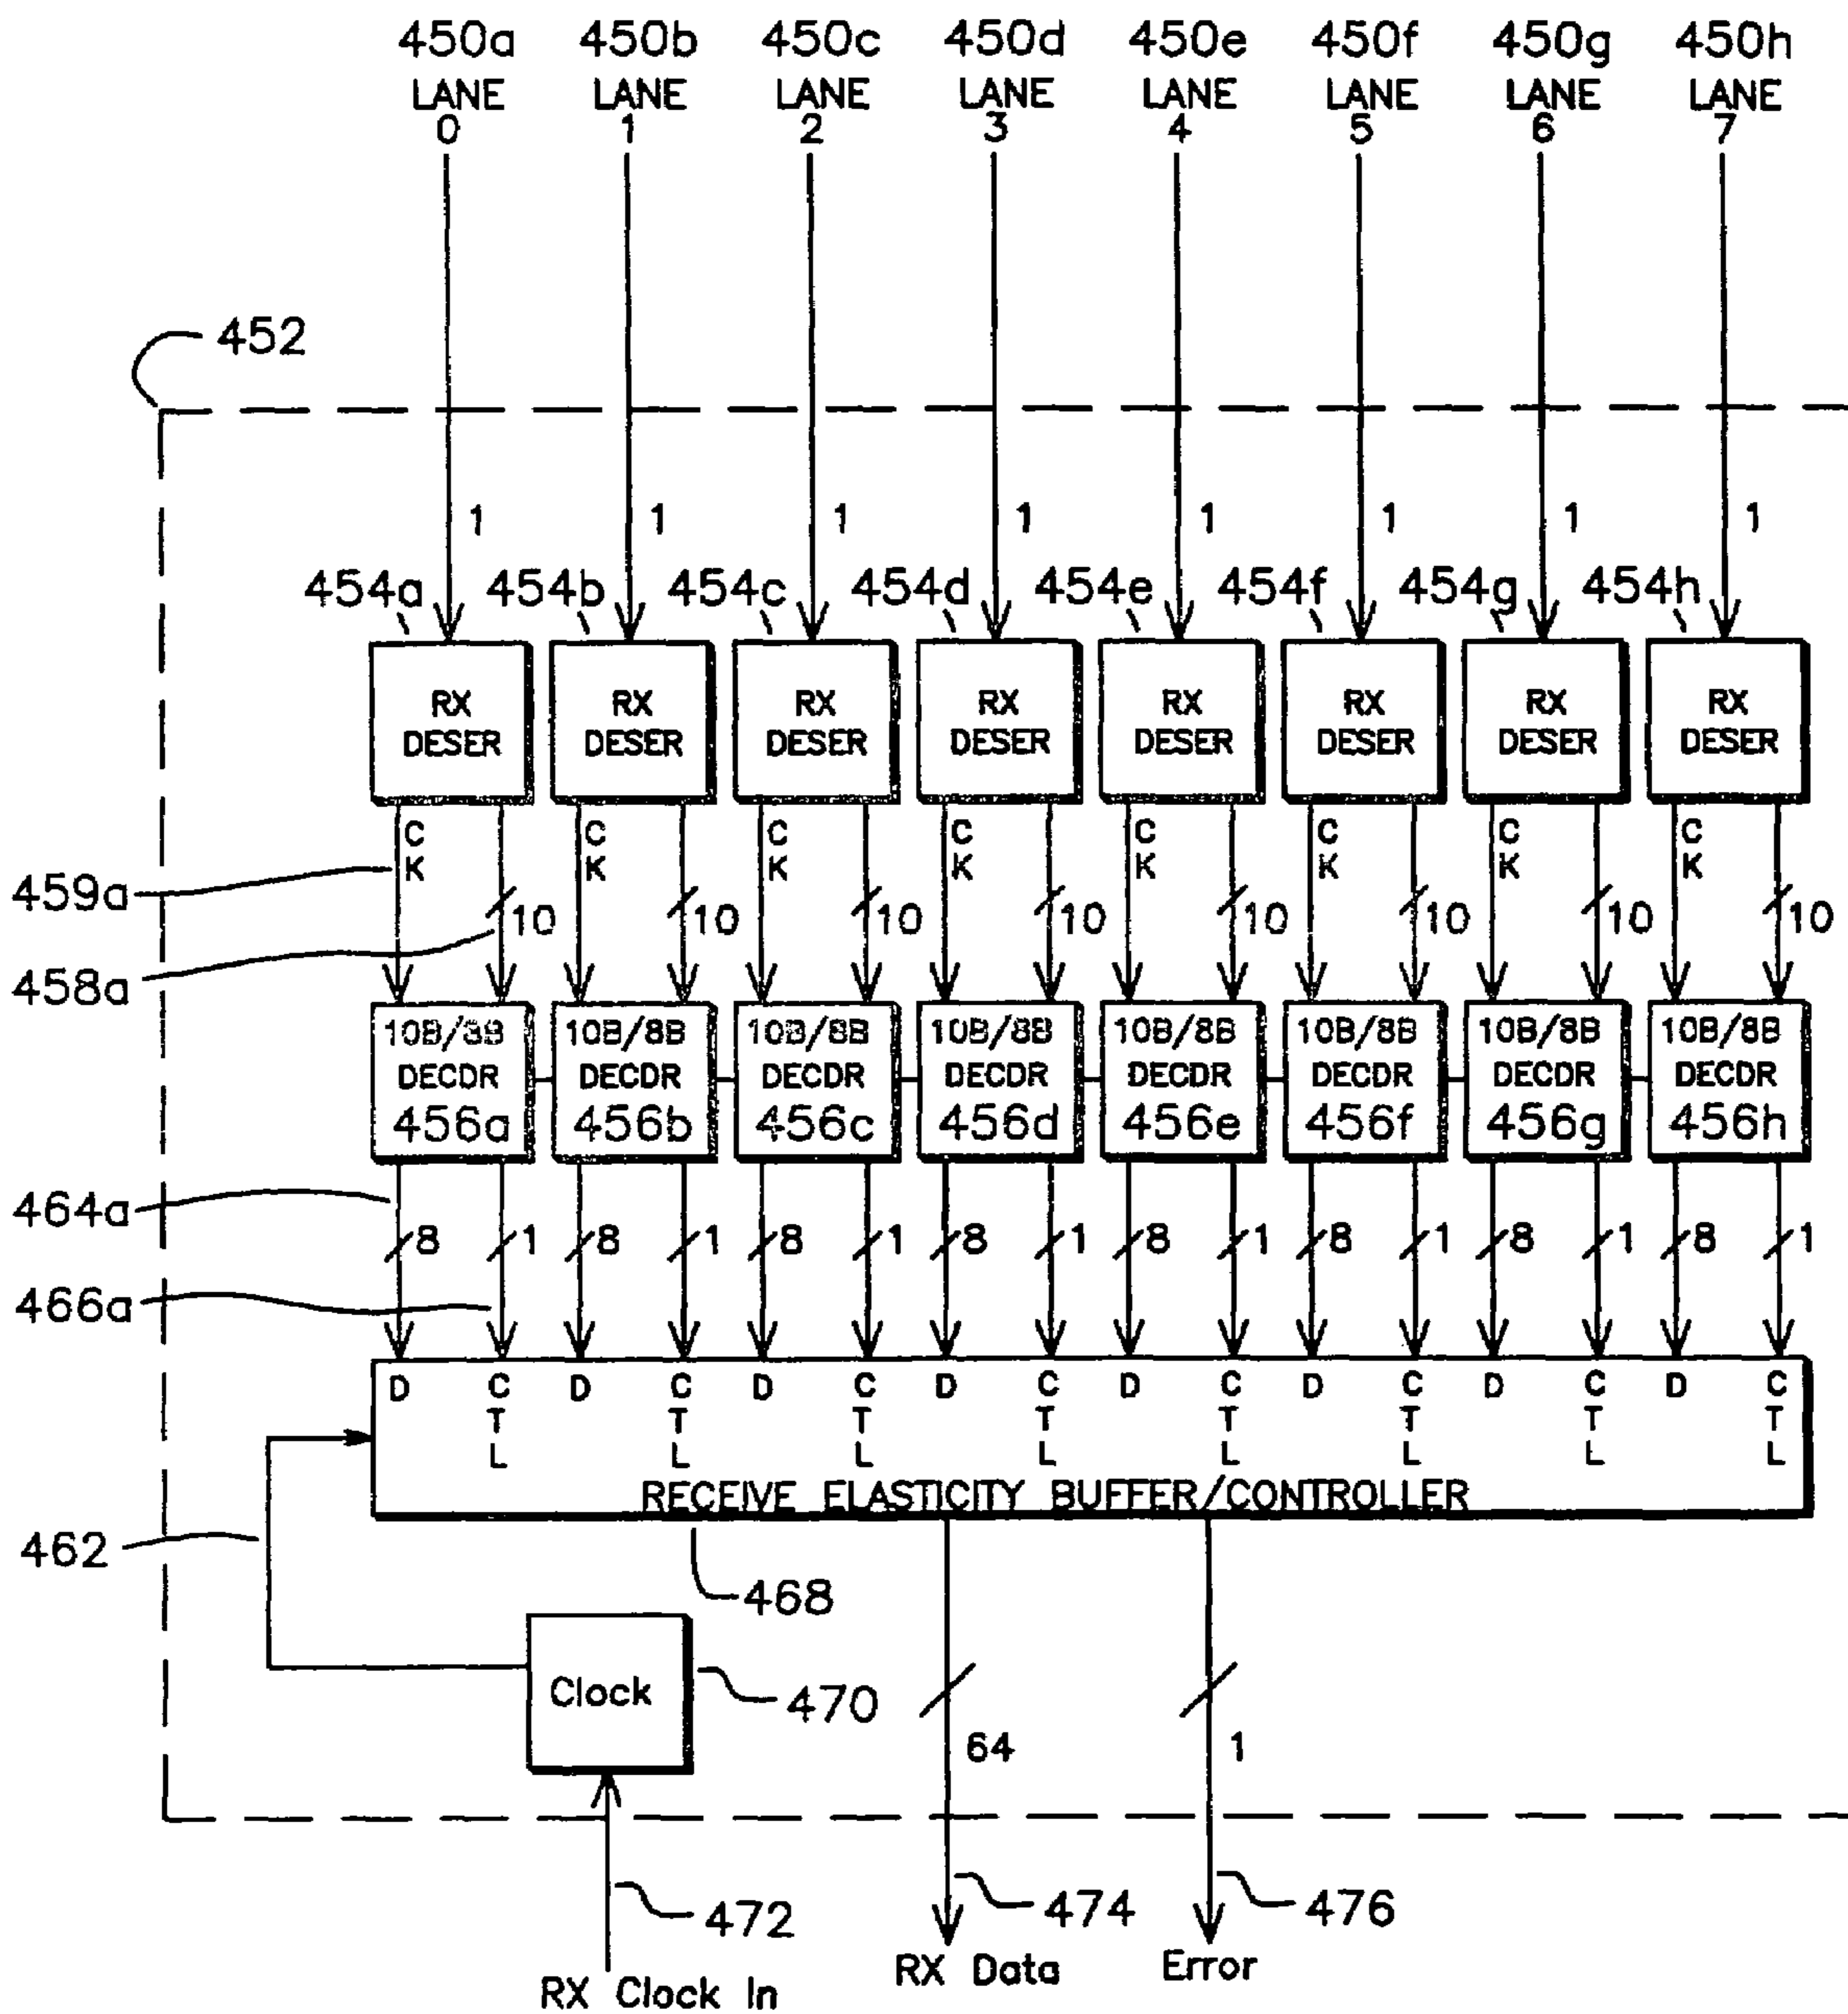 450a 450b 450c 450d 450e 450f 450g 450h
LANE LANE LANE LANE LANE LANE LANE LANE
0 1 2 3 4 5 6 7
452
1 1 1 1 1 1 1 1
454a 454b 454c 454d 454e 454f 454g 454h
RX RX RX RX RX RX RX RX
DESER DESER DESER DESER DESER DESER DESER DESER
C C C C C C C C
K K K K K K K K
459a
10 10 10 10 10 10 10 10
458a
10B/8B 10B/8B 10B/8B 10B/8B 10B/8B 10B/8B 10B/8B 10B/8B
DECDR DECDR DECDR DECDR DECDR DECDR DECDR DECDR
456a 456b 456c 456d 456e 456f 456g 456h
464a
8 1 8 1 8 1 8 1 8 1 8 1 8 1 8 1
466a
D C D C D C D C D C D C D C D C
T T T T T T T T
L L L L L L L L
RECEIVE ELASTICITY BUFFER/CONTROLLER
462
468
Clock
470
64
1
472
474
476
RX Clock In
RX Data
Error